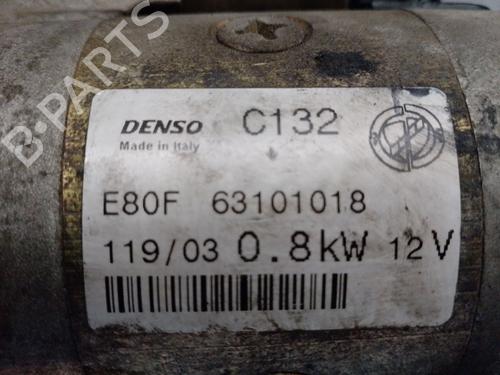 DENSO C132
Made in Italy
E80F 63101018
119/03 0.8kW 12V
B-PARTS